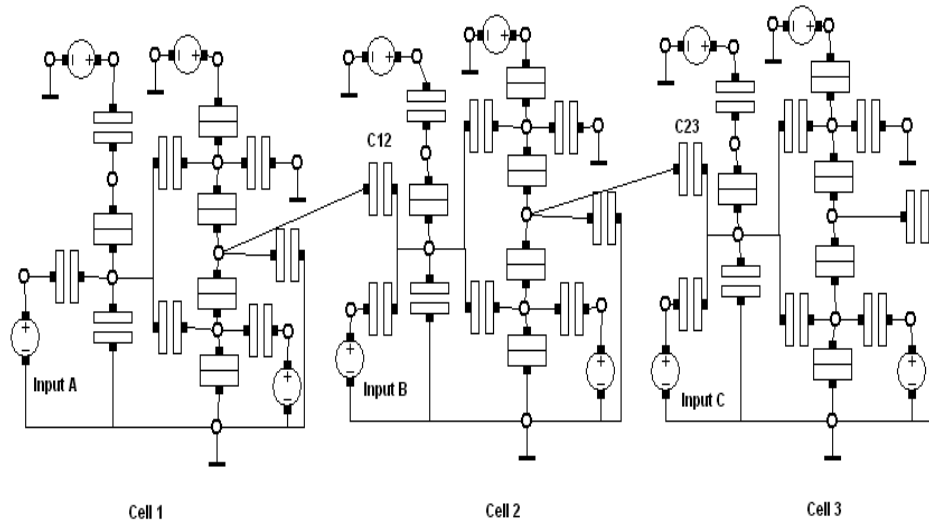 C12
C23
Input A
Input B
Input C
Cell 1
Cell 2
Cell 3